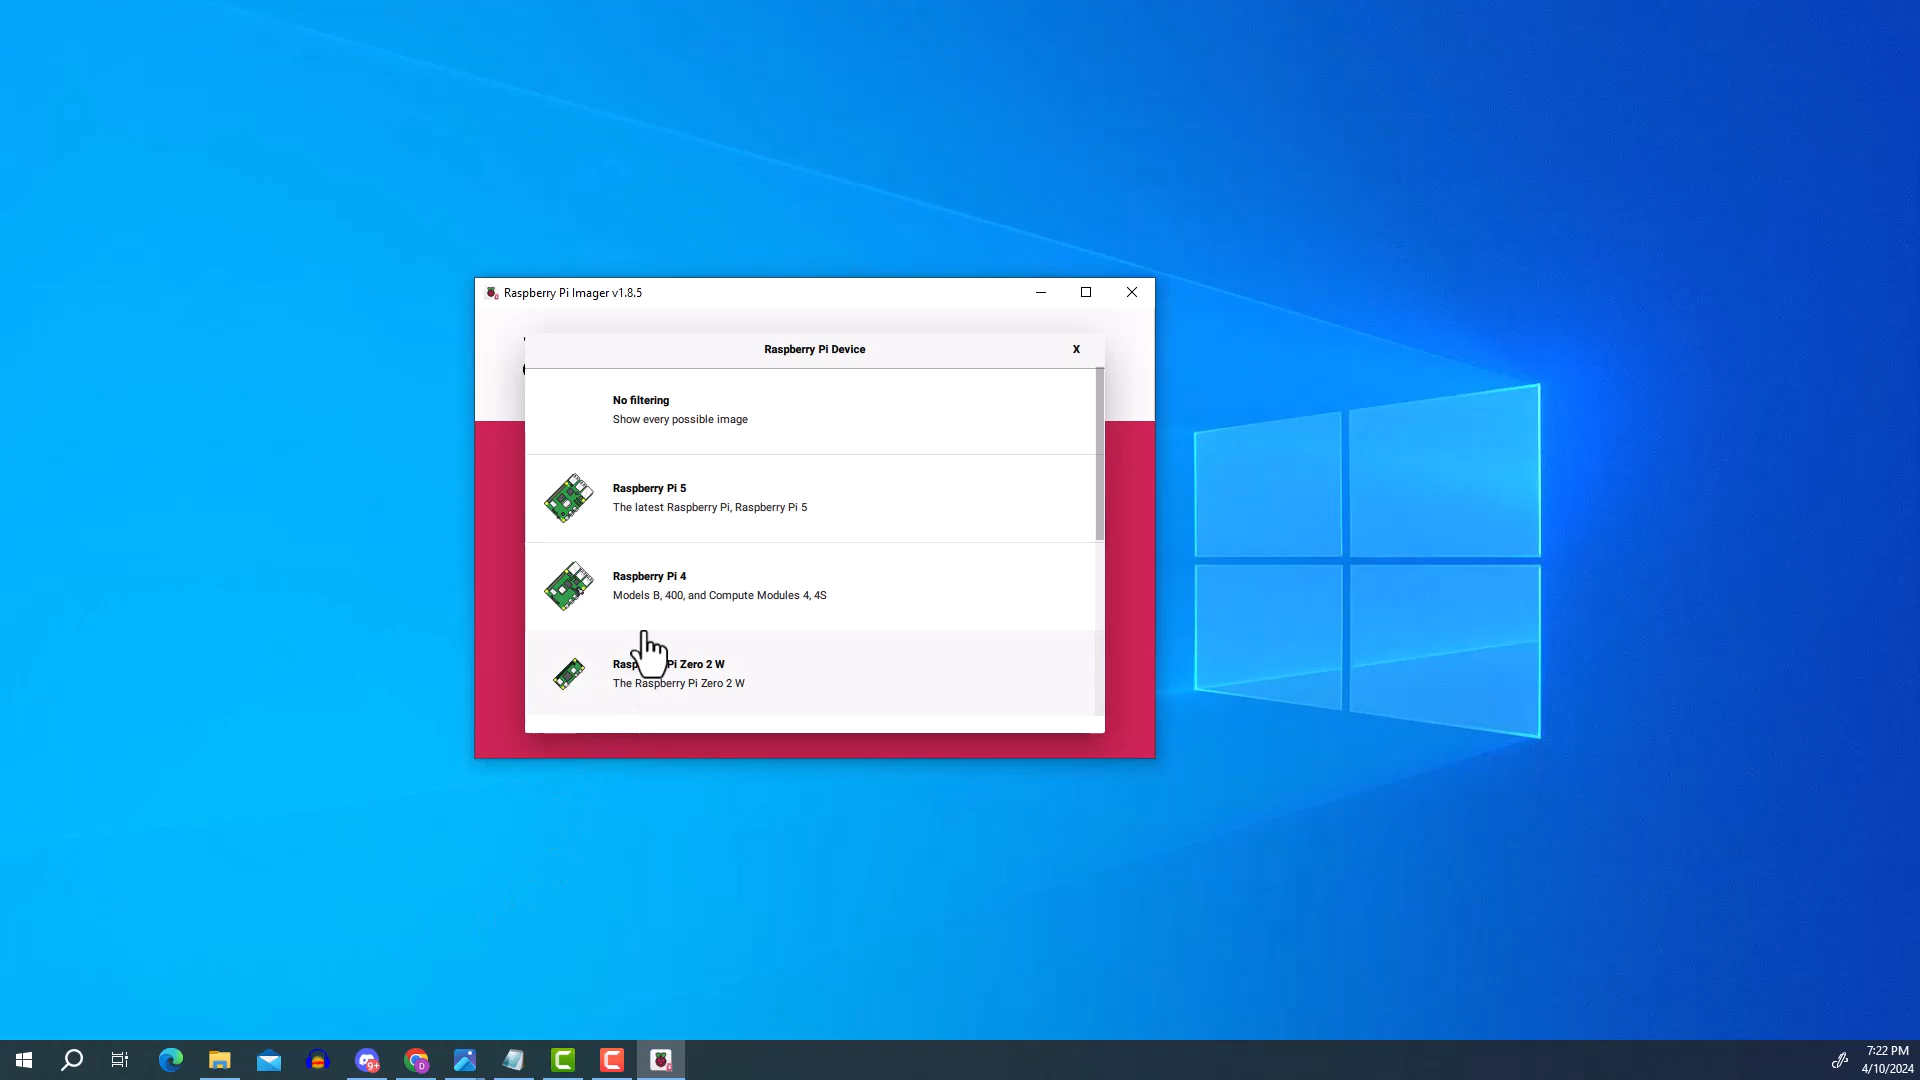 Raspberry Pi Imager v1.8.5
Raspberry Pi Device
X
No filtering
Show every possible image
Raspberry Pi 5
The latest Raspberry Pi, Raspberry Pi 5
Raspberry Pi 4
Models B, 400, and Compute Modules 4, 4S
Pi Zero 2 W
The Raspberry Pi Zero 2 W
9+
D
7:22 PM
4/10/2024